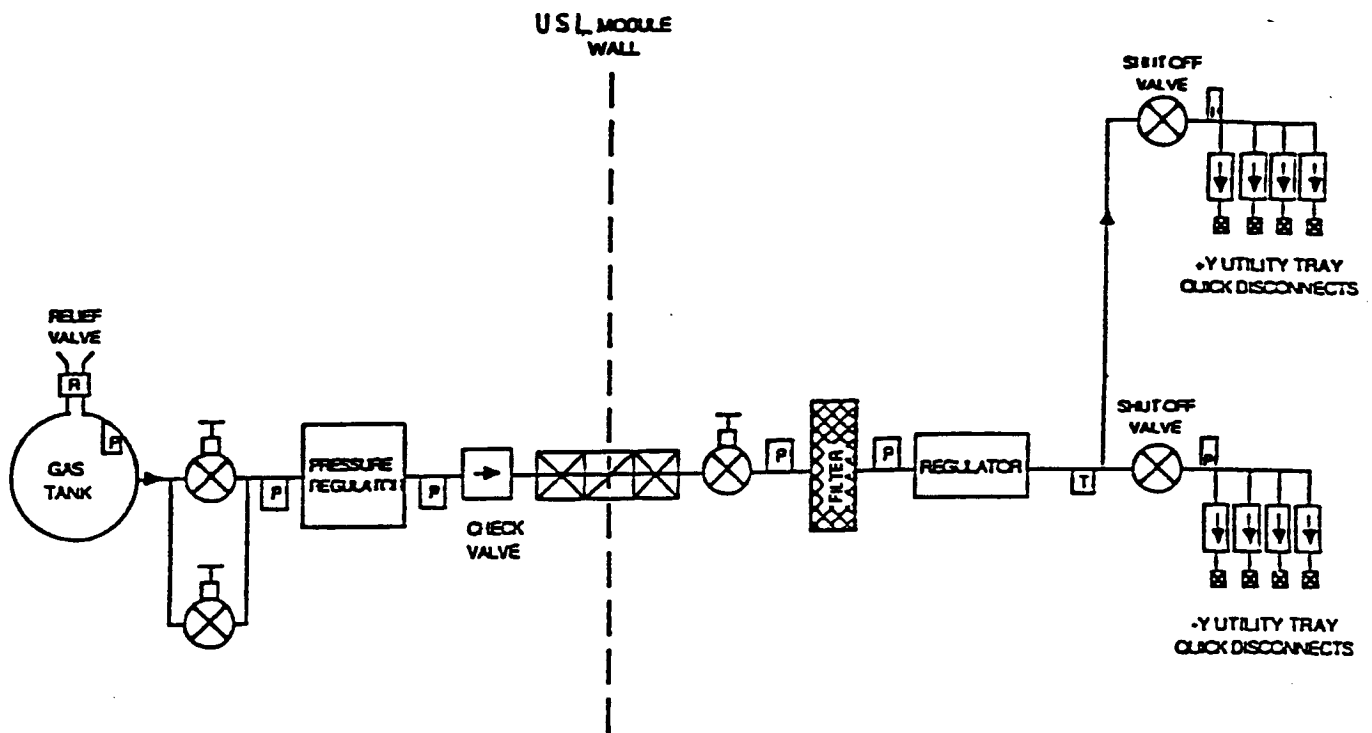 USL MODULE
WALL
SHUT OFF
VALVE
+Y UTILITY TRAY
QUICK DISCONNECTS
RELIEF
VALVE
R
P
GAS
TANK
P
PRESSURE
REGULATOR
P
CHECK
VALVE
P
FILTER
P
REGULATOR
T
SHUT OFF
VALVE
P
-Y UTILITY TRAY
QUICK DISCONNECTS